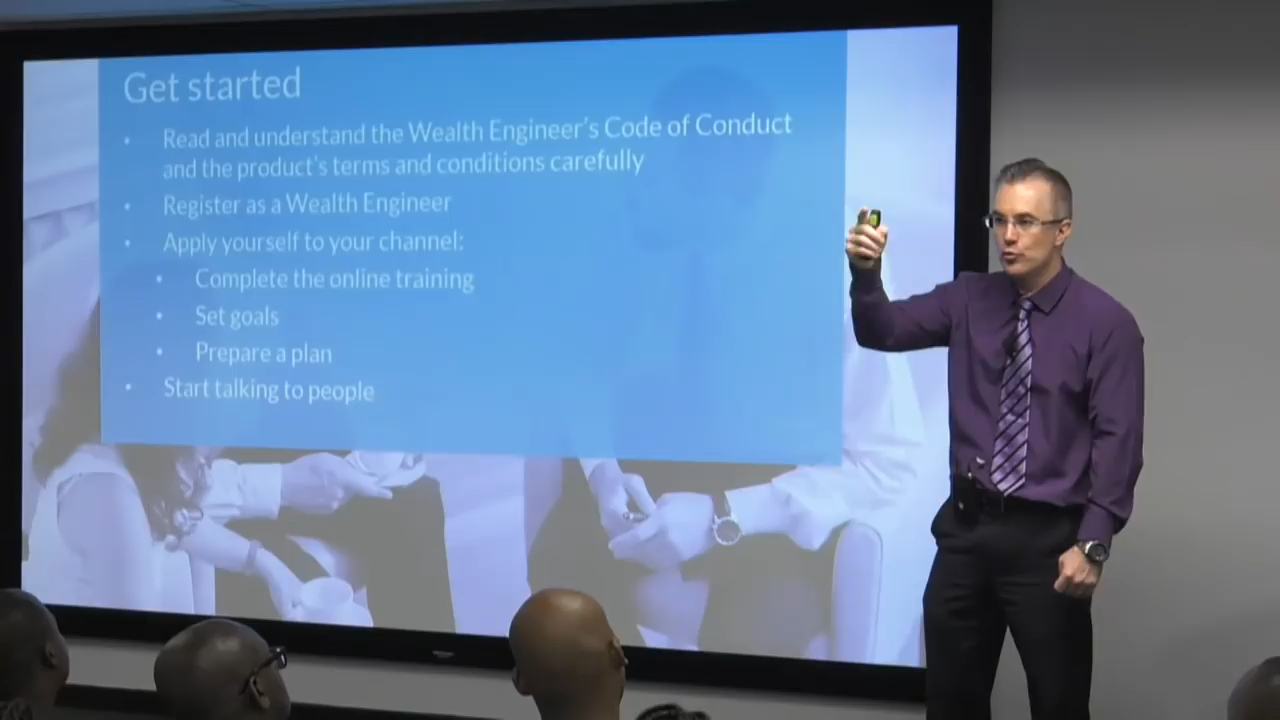 Get started
• Read and understand the Wealth Engineer's Code of Conduct
and the product's terms and conditions carefully
• Register as a Wealth Engineer
• Apply yourself to your channel:
• Complete the online training
• Set goals
• Prepare a plan
• Start talking to people